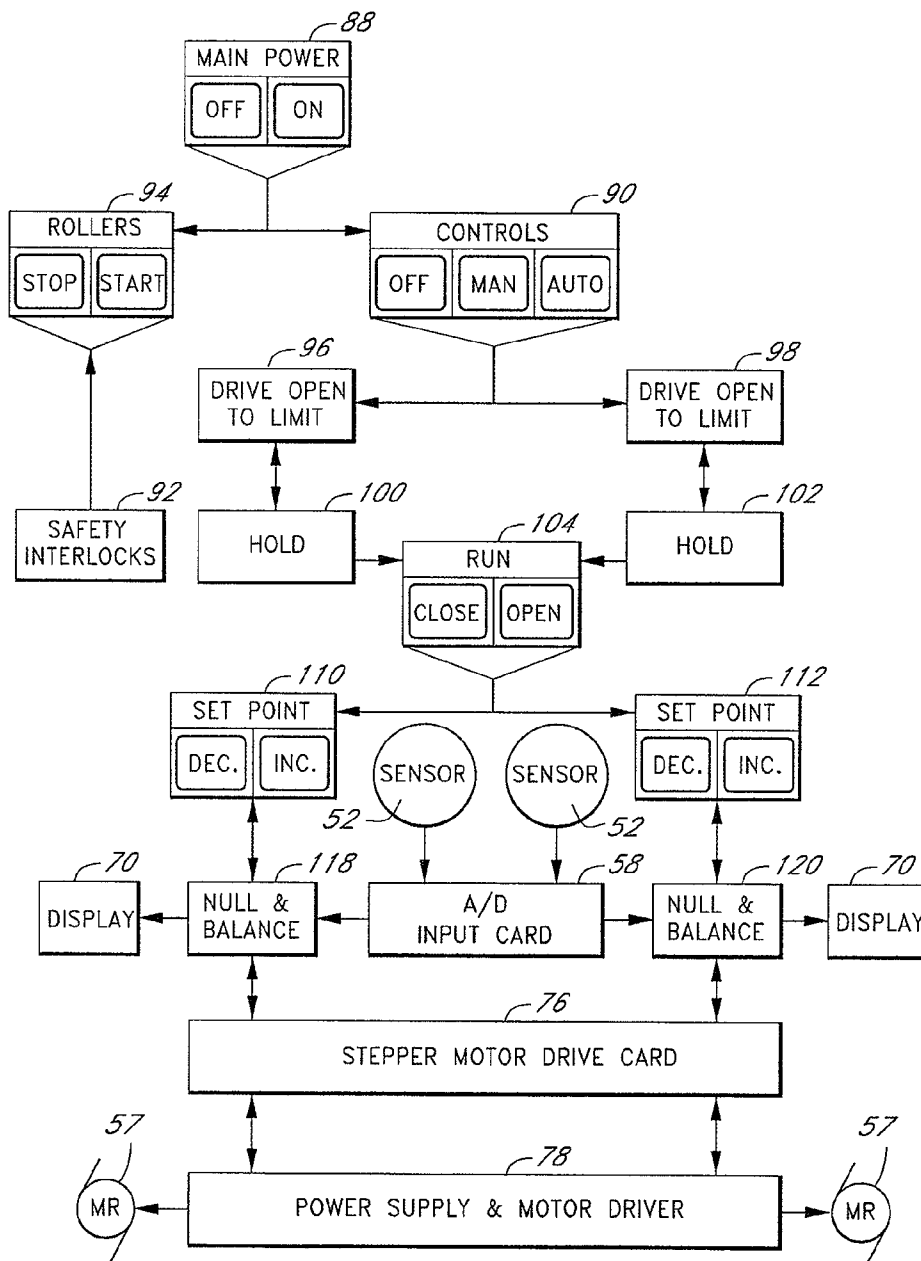 88
MAIN POWER
OFF ON
94
ROLLERS
STOP START
90
CONTROLS
OFF MAN AUTO
96
DRIVE OPEN
TO LIMIT
98
DRIVE OPEN
TO LIMIT
92
SAFETY
INTERLOCKS
100
HOLD
104
RUN
CLOSE OPEN
102
HOLD
110
SET POINT
DEC. INC.
SENSOR
52
SENSOR
52
112
SET POINT
DEC. INC.
70
DISPLAY
118
NULL &
BALANCE
58
A/D
INPUT CARD
120
NULL &
BALANCE
70
DISPLAY
76
STEPPER MOTOR DRIVE CARD
57
MR
78
POWER SUPPLY & MOTOR DRIVER
57
MR